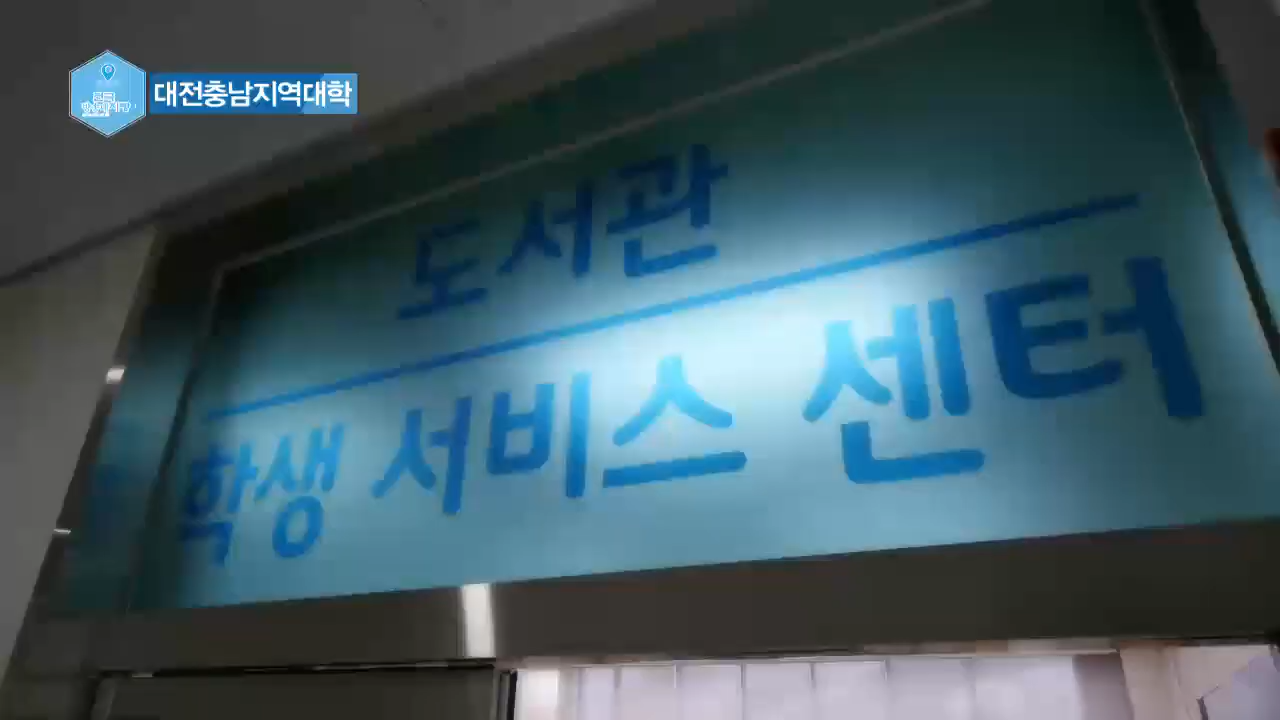 대전충남지역대학
도서관
학생 서비스 센터